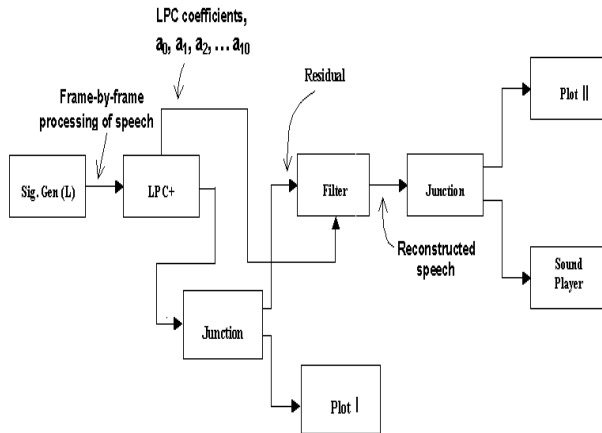 LPC coefficients,
a0, a1, a2, ... a10
Frame-by-frame
processing of speech
Residual
Plot II
Sig. Gen (L)
LPC+
Filter
Junction
Reconstructed
speech
Sound
Player
Junction
Plot I